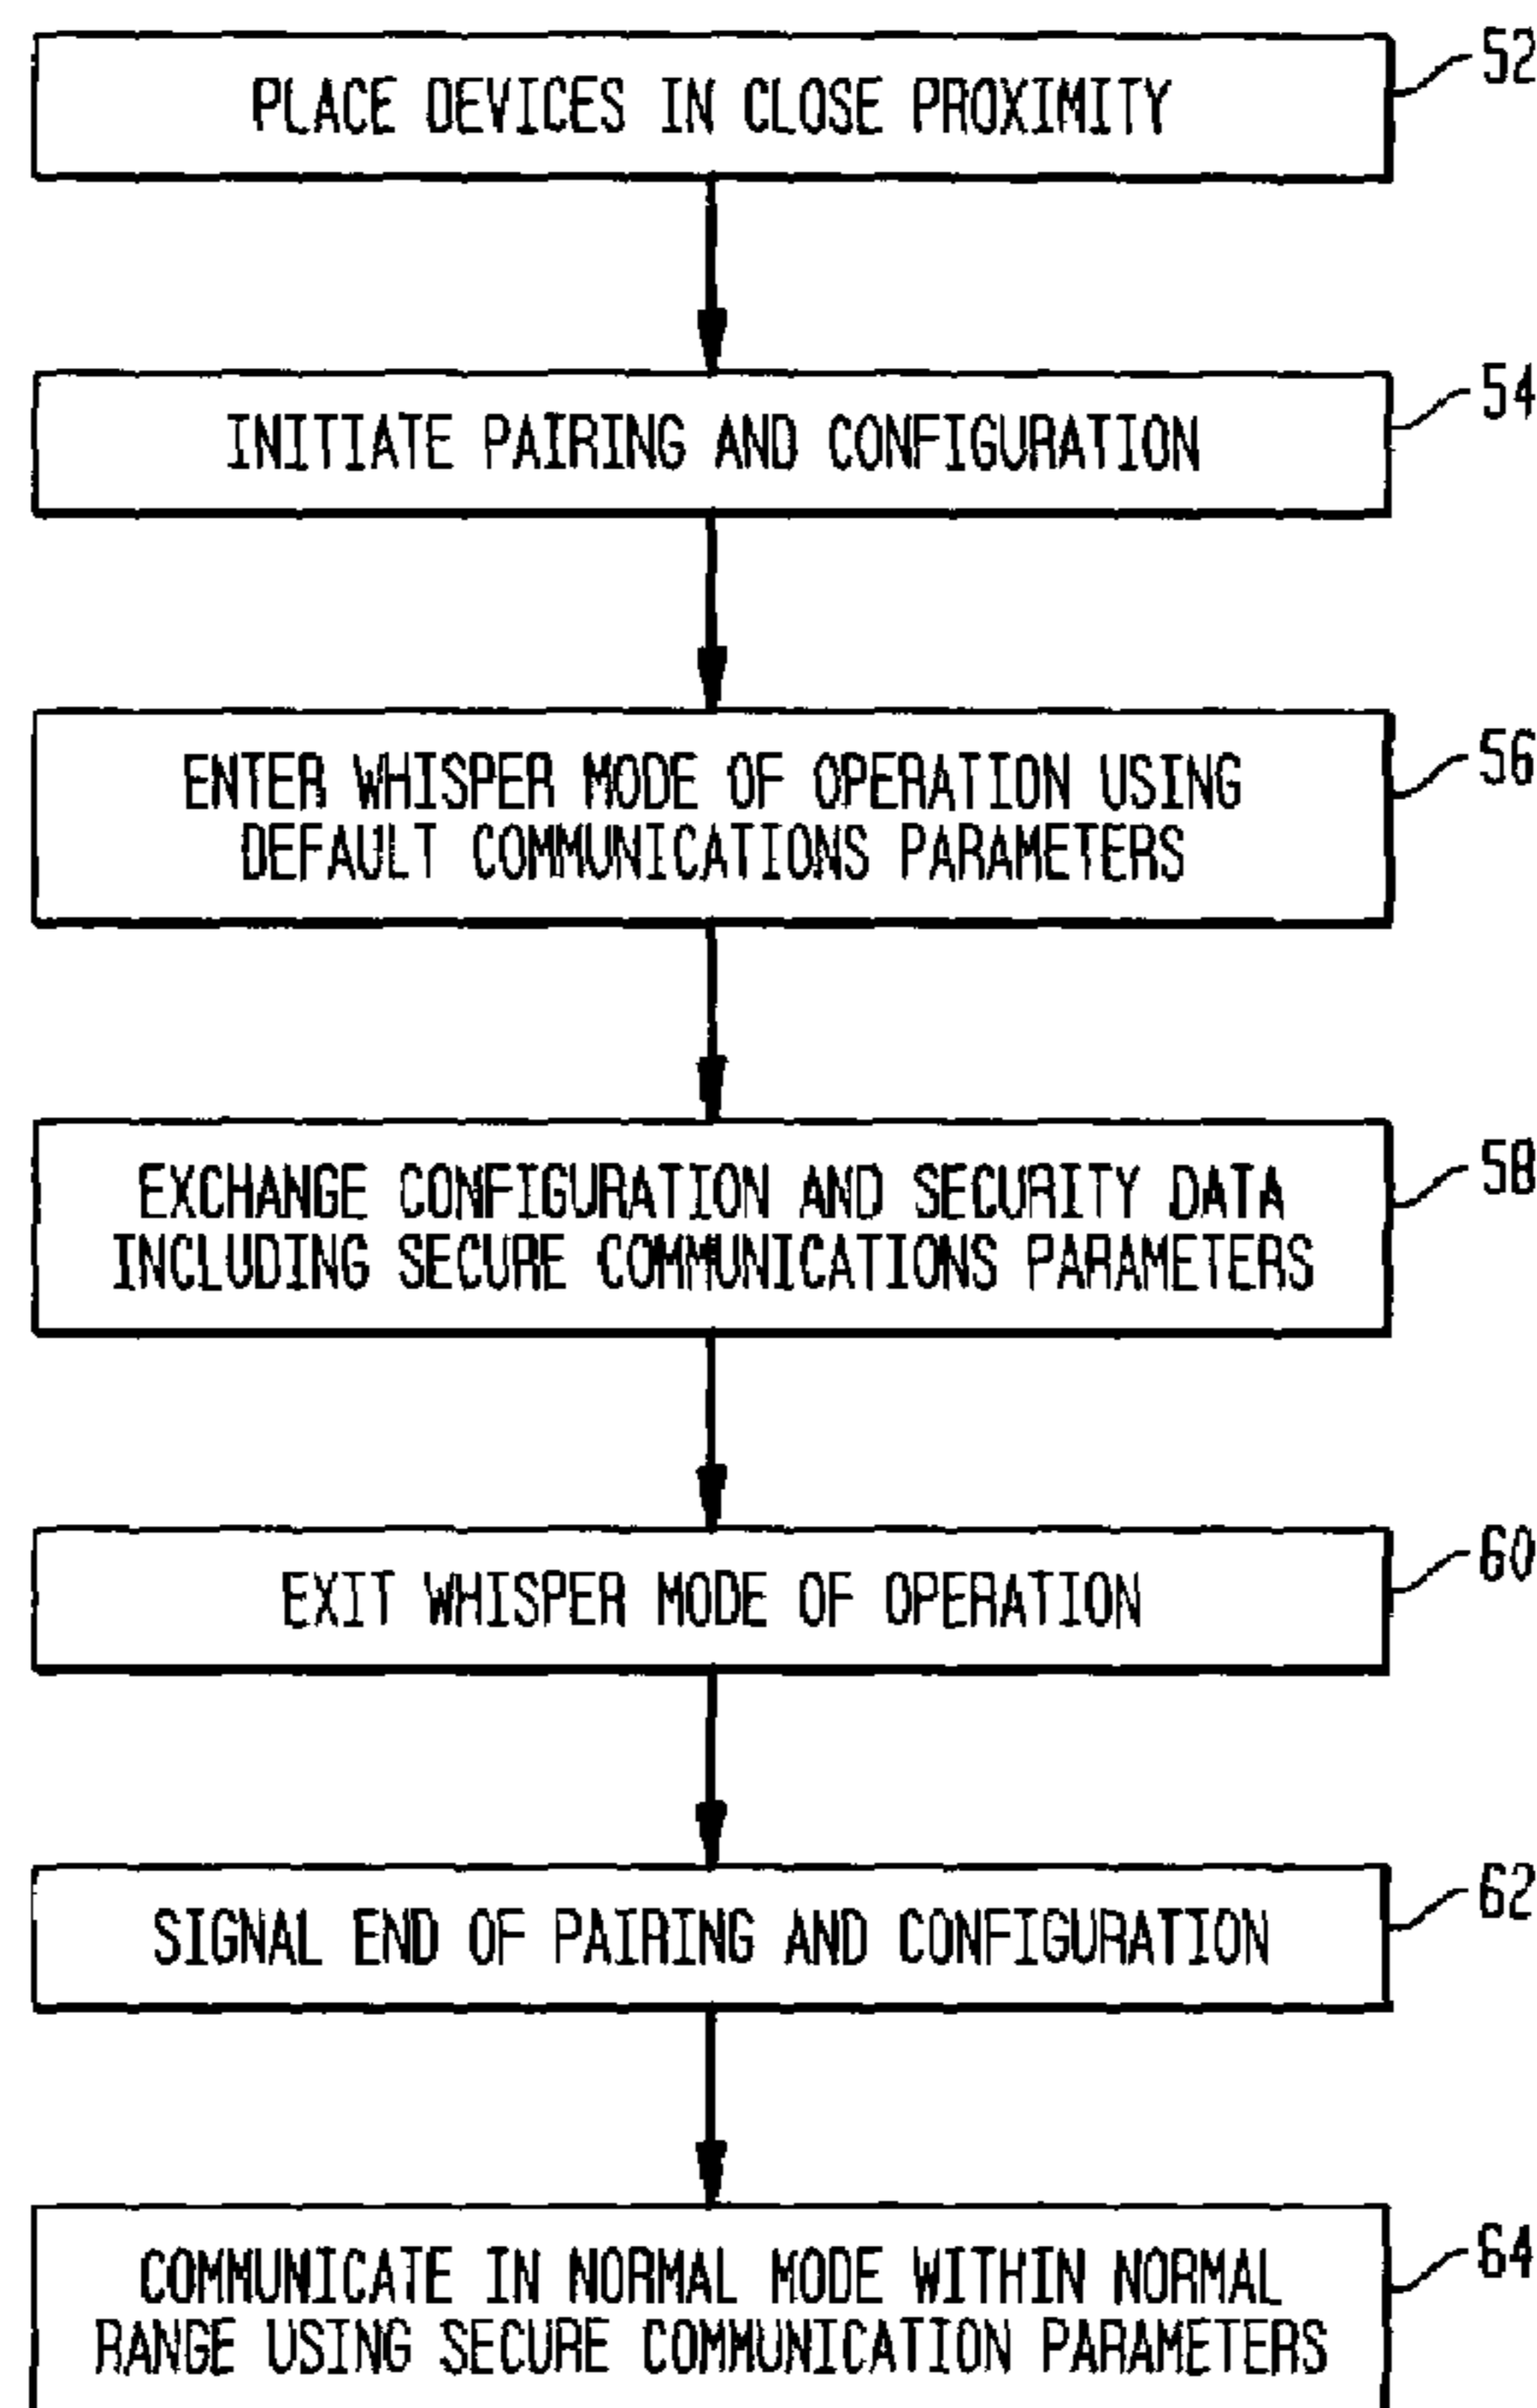 52
PLACE DEVICES IN CLOSE PROXIMITY
54
INITIATE PAIRING AND CONFIGURATION
56
ENTER WHISPER MODE OF OPERATION USING
DEFAULT COMMUNICATIONS PARAMETERS
58
EXCHANGE CONFIGURATION AND SECURITY DATA
INCLUDING SECURE COMMUNICATIONS PARAMETERS
60
EXIT WHISPER MODE OF OPERATION
62
SIGNAL END OF PAIRING AND CONFIGURATION
64
COMMUNICATE IN NORMAL MODE WITHIN NORMAL
RANGE USING SECURE COMMUNICATION PARAMETERS